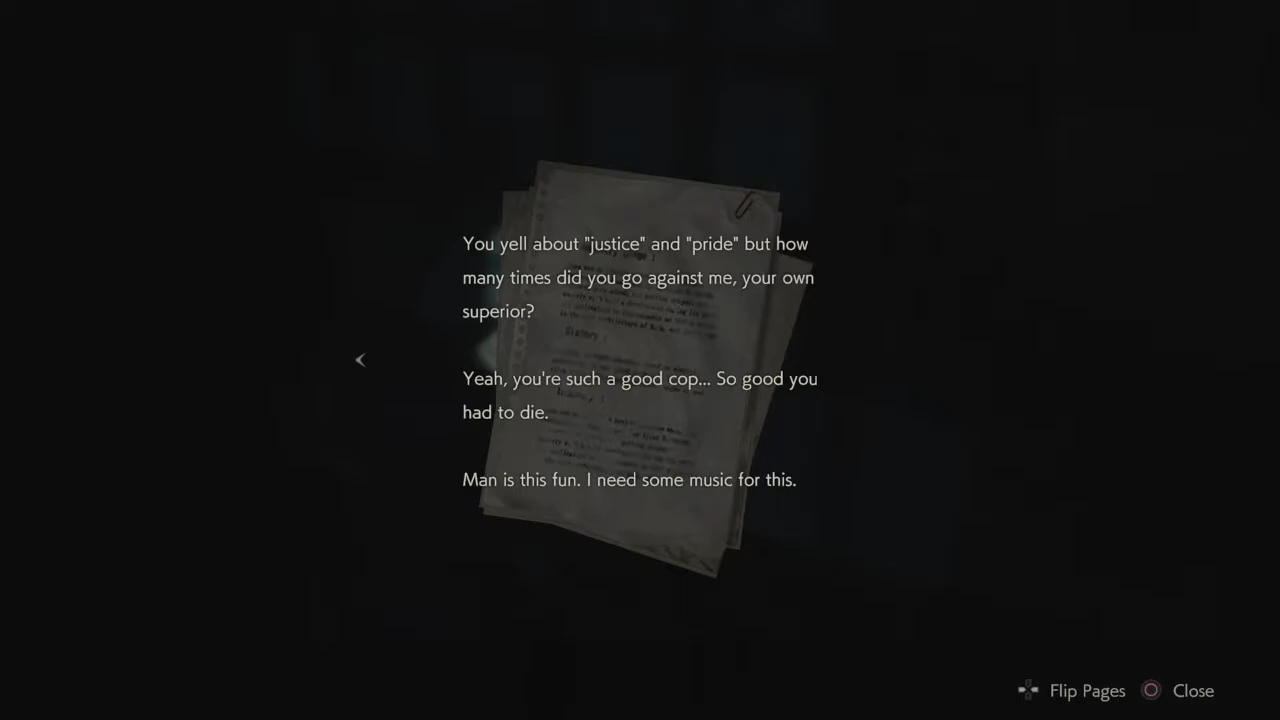 You yell about "justice" and "pride" but how
many times did you go against me, your own
superior?
Yeah, you're such a good cop... So good you
had to die.
Man is this fun. I need some music for this.
Flip Pages
Close